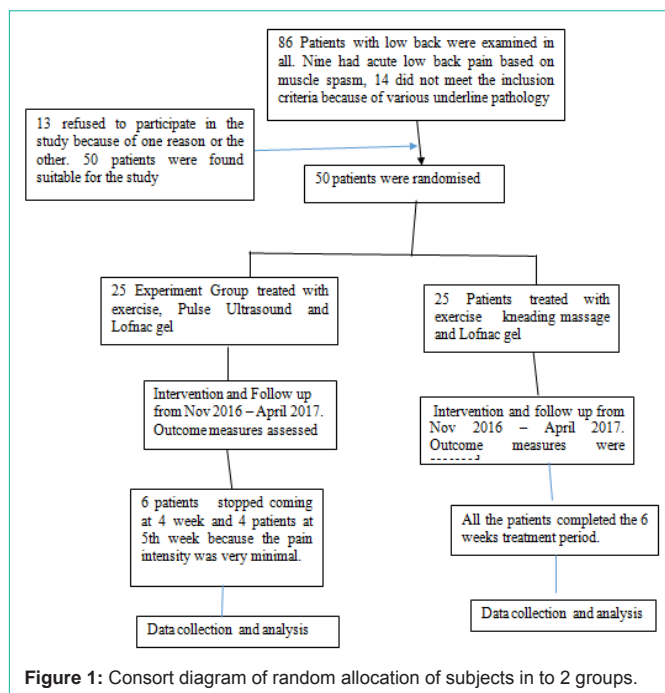 86 Patients with low back were examined in
all. Nine had acute low back pain based on
muscle spasm, 14 did not meet the inclusion
criteria because of various underline pathology
13 refused to participate in the
study because of one reason or
the other. 50 patients were found
suitable for the study
50 patients were randomised
25 Experiment Group treated with
exercise, Pulse Ultrasound and
Lofnac gel
25 Patients treated with
exercise kneading massage
and Lofnac gel
Intervention and Follow up
from Nov 2016 – April 2017.
Outcome measures assessed
Intervention and follow up from
Nov 2016 – April 2017.
Outcome measures were
6 patients stopped coming
at 4 week and 4 patients at
5th week because the pain
intensity was very minimal.
All the patients completed the 6
weeks treatment period.
Data collection and analysis
Data collection and analysis
Figure 1: Consort diagram of random allocation of subjects in to 2 groups.